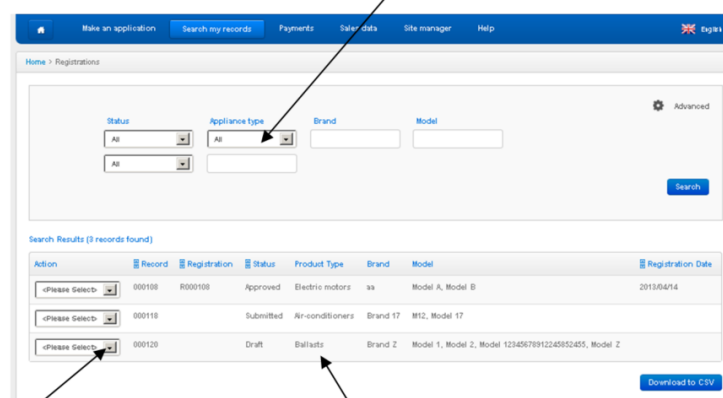 Make an application Search my records Payments Sales data Site manager Help English
Home > Registrations
Advanced
Status Appliance type Brand Model
All All
All
Search
Search Results (3 records found)
Action Record Registration Status Product Type Brand Model Registration Date
<Please Select> 000108 R000108 Approved Electric motors aa Model A, Model B 2013/04/14
<Please Select> 000118 Submitted Air-conditioners Brand 17 M12, Model 17
<Please Select> 000120 Draft Ballasts Brand Z Model 1, Model 2, Model 12345678912245852455, Model Z
Download to CSV